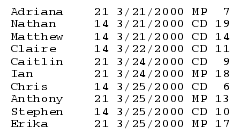 Adriana 21 3/21/2000 MP 7
Nathan 14 3/21/2000 CD 19
Matthew 14 3/21/2000 CD 14
Claire 14 3/22/2000 CD 11
Caitlin 21 3/24/2000 CD 9
Ian 21 3/24/2000 MP 18
Chris 14 3/25/2000 CD 6
Anthony 21 3/25/2000 MP 13
Stephen 14 3/25/2000 CD 10
Erika 21 3/25/2000 MP 17